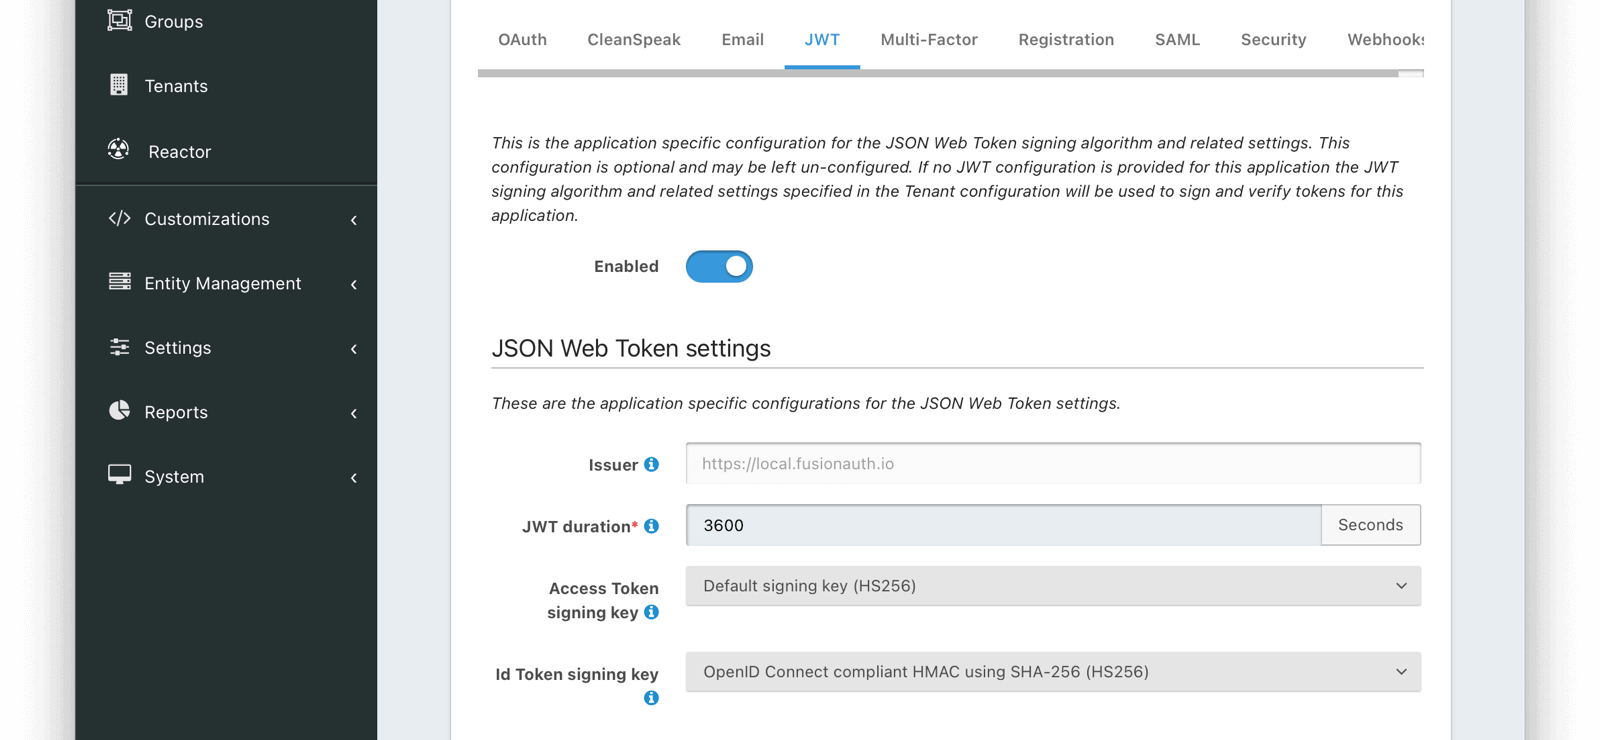 Groups
Tenants
Reactor
Customizations
Entity Management
Settings
Reports
System
OAuth CleanSpeak Email JWT Multi-Factor Registration SAML Security Webhooks
This is the application specific configuration for the JSON Web Token signing algorithm and related settings. This
configuration is optional and may be left un-configured. If no JWT configuration is provided for this application the JWT
signing algorithm and related settings specified in the Tenant configuration will be used to sign and verify tokens for this
application.
Enabled
JSON Web Token settings
These are the application specific configurations for the JSON Web Token settings.
Issuer https://local.fusionauth.io
JWT duration* 3600 Seconds
Access Token
signing key Default signing key (HS256)
Id Token signing key OpenID Connect compliant HMAC using SHA-256 (HS256)